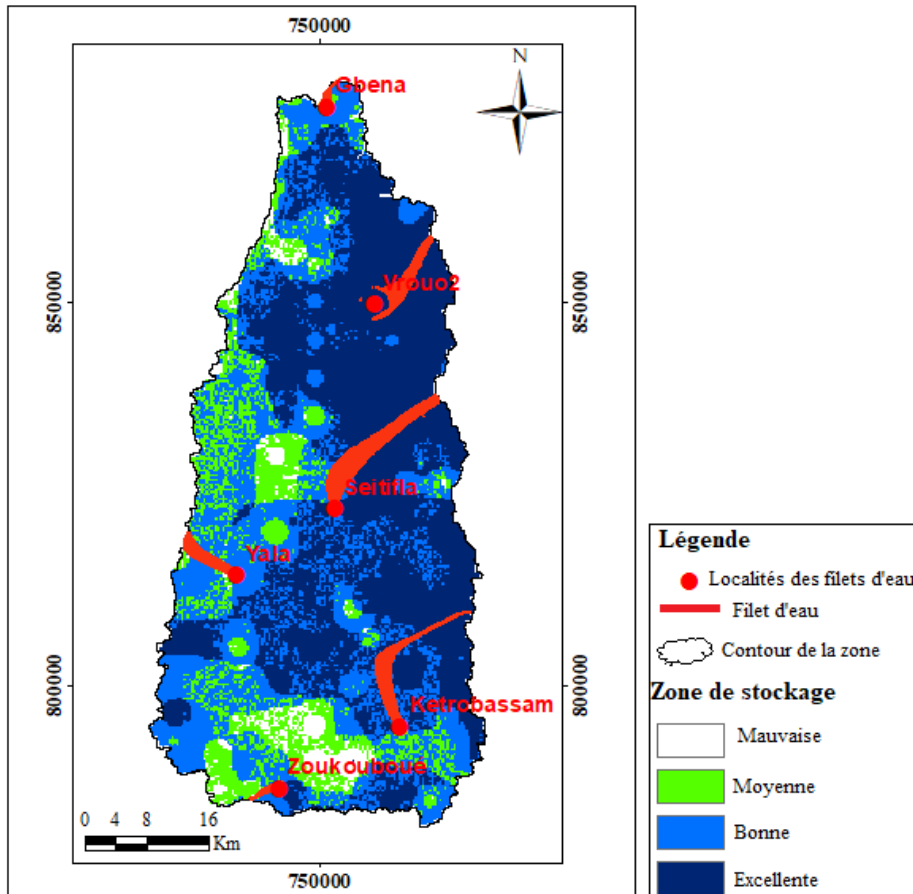 750000
N
Gbena
Vrouo2
850000
850000
Seitifla
Yala
800000
800000
Ketrobassam
Zoukouboue
0 4 8 16
Km
750000
Légende
Localités des filets d'eau
Filet d'eau
Contour de la zone
Zone de stockage
Mauvaise
Moyenne
Bonne
Excellente